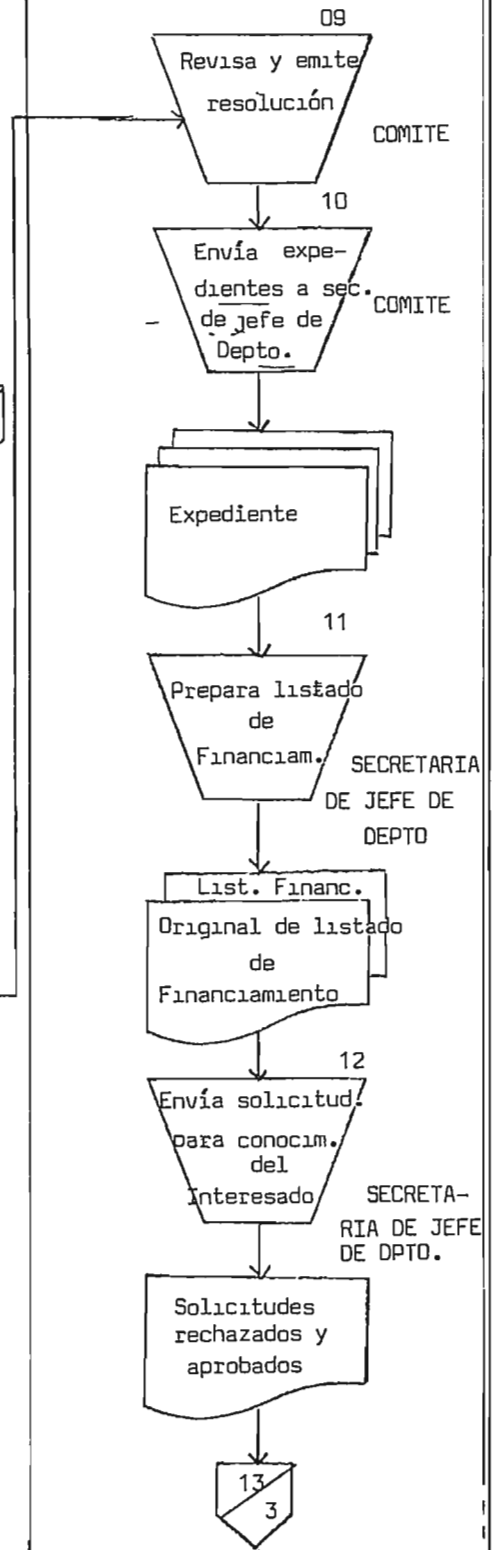 09
Revisa y emite
resolución
COMITE
10
Envía expe-
dientes a sec.
de jefe de
Depto.
COMITE
Expediente
11
Prepara listado
de
Financiam.
SECRETARIA
DE JEFE DE
DEPTO
List. Financ.
Original de listado
de
Financiamiento
12
Envía solicitud.
para conocim.
del
Interesado
SECRETA-
RIA DE JEFE
DE DPTO.
Solicitudes
rechazados y
aprobados
13
3